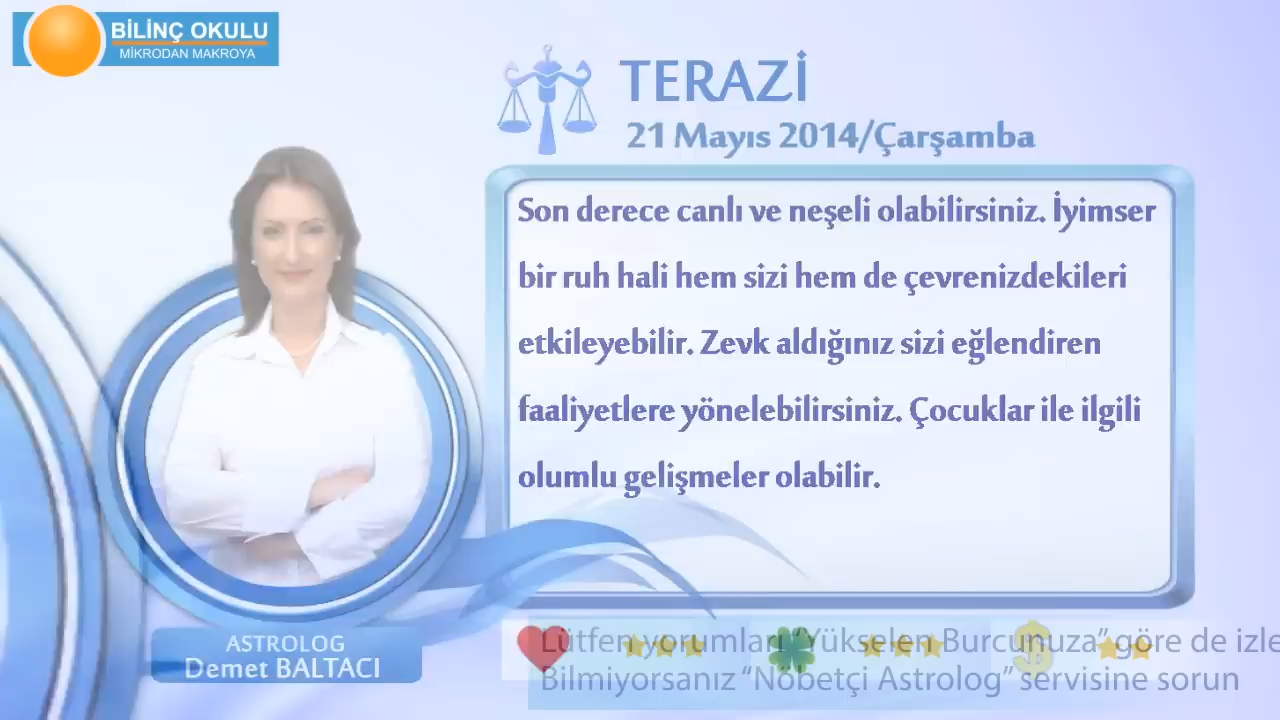 BİLİNÇ OKULU
MİKRODAN MAKROYA
TERAZİ
21 Mayıs 2014/Çarşamba
Son derece canlı ve neşeli olabilirsiniz. İyimser
bir ruh hali hem sizi hem de çevrenizdekileri
etkileyebilir. Zevk aldığınız sizi eğlendiren
faaliyetlere yönelebilirsiniz. Çocuklar ile ilgili
olumlu gelişmeler olabilir.
ASTROLOG
Demet BALTACI
Lütfen yorumları “Yükselen Burcunuza” göre de izle
Bilmiyorsanız “Nöbetçi Astrolog” servisine sorun